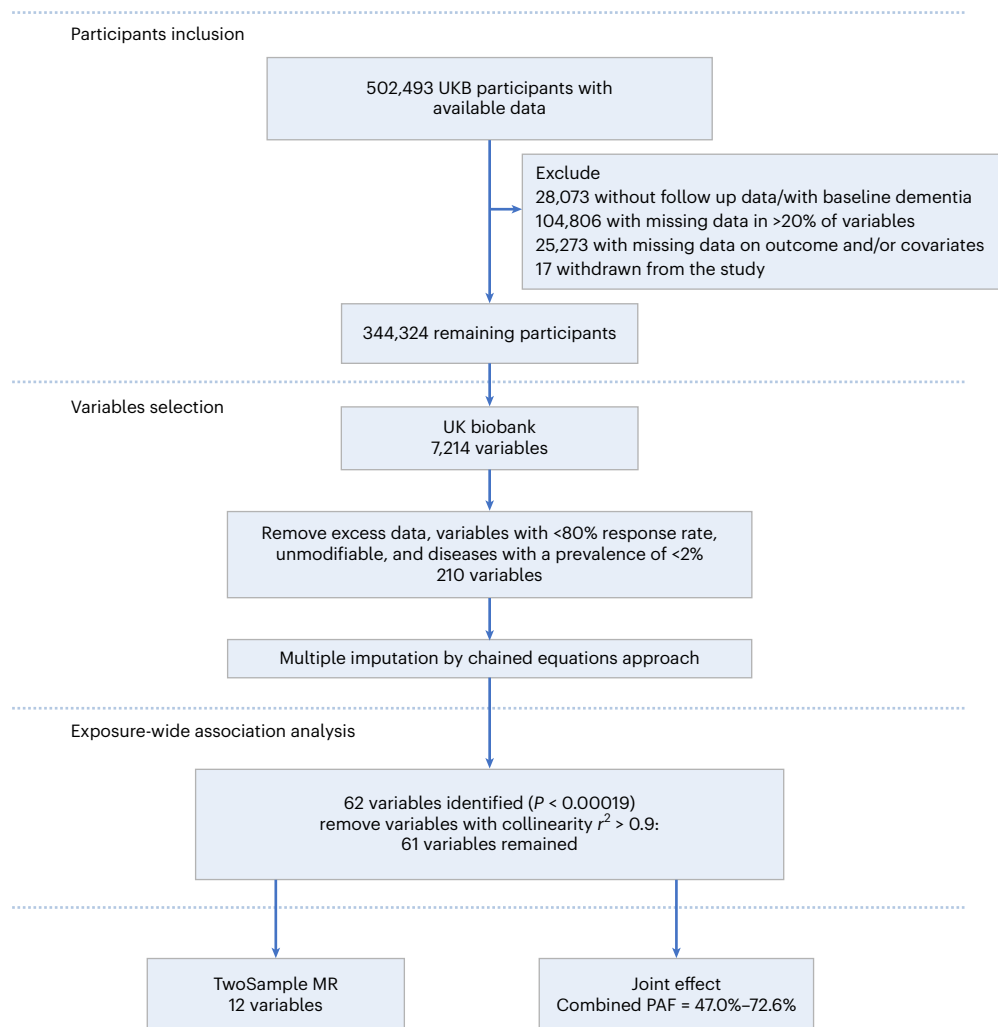 Participants inclusion
502,493 UKB participants with
available data
Exclude
28,073 without follow up data/with baseline dementia
104,806 with missing data in >20% of variables
25,273 with missing data on outcome and/or covariates
17 withdrawn from the study
344,324 remaining participants
Variables selection
UK biobank
7,214 variables
Remove excess data, variables with <80% response rate,
unmodifiable, and diseases with a prevalence of <2%
210 variables
Multiple imputation by chained equations approach
Exposure-wide association analysis
62 variables identified (P < 0.00019)
remove variables with collinearity r² > 0.9:
61 variables remained
TwoSample MR
12 variables
Joint effect
Combined PAF = 47.0%–72.6%